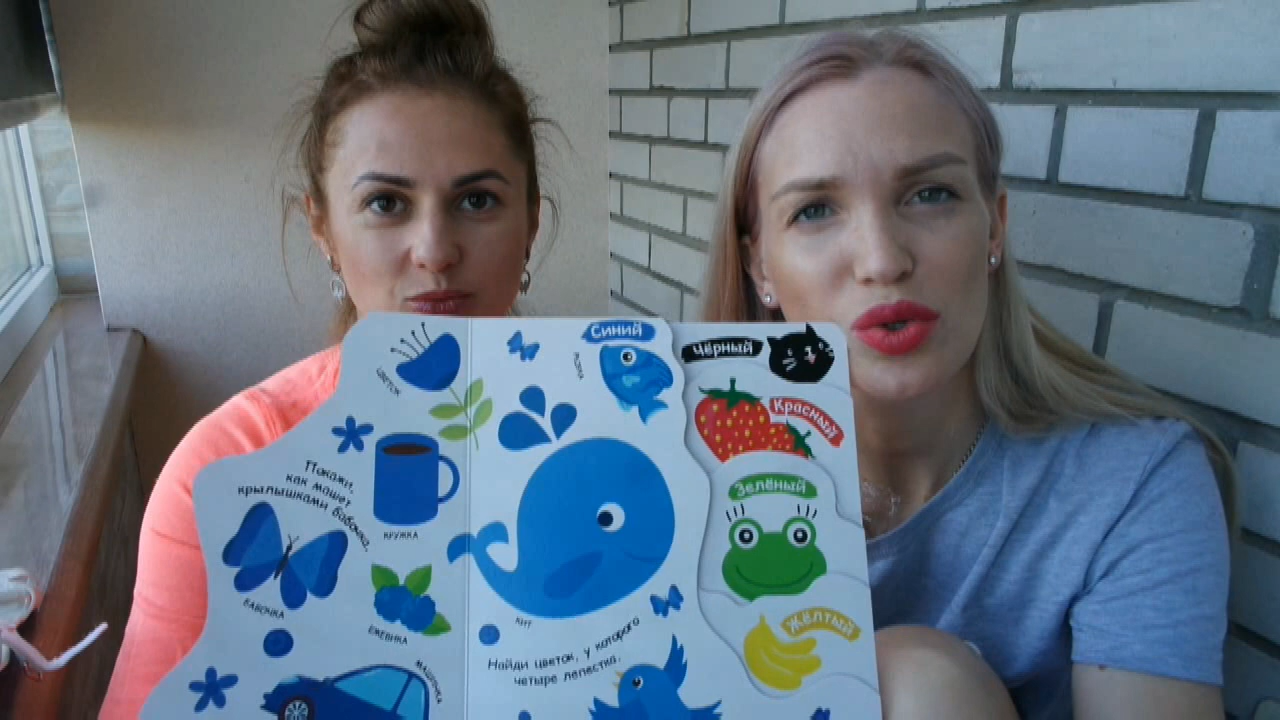 Синий
Чёрный
Красный
Зелёный
Жёлтый
цветок
Покажи,
как машет
крылышками бабочка.
кружка
бабочка
ежевика
машинка
рыбка
кит
Найди цветок, у которого
четыре лепестка.